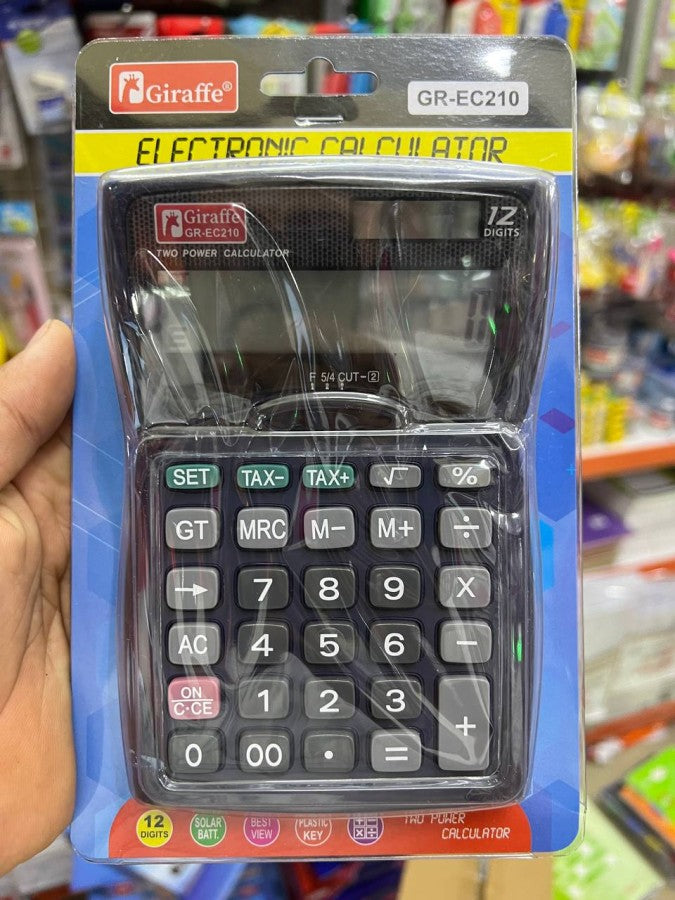 Giraffe®
GR-EC210
ELECTRONIC CALCULATOR
Giraffe
GR-EC210
TWO POWER CALCULATOR
12
DIGITS
F 5/4 CUT-2
SET TAX- TAX+ √ %
GT MRC M- M+ ÷
→ 7 8 9 X
AC 4 5 6 -
ON
C·CE 1 2 3 +
0 00 · =
12
DIGITS
SOLAR
BATT.
BEST
VIEW
PLASTIC
KEY
TWO POWER
CALCULATOR